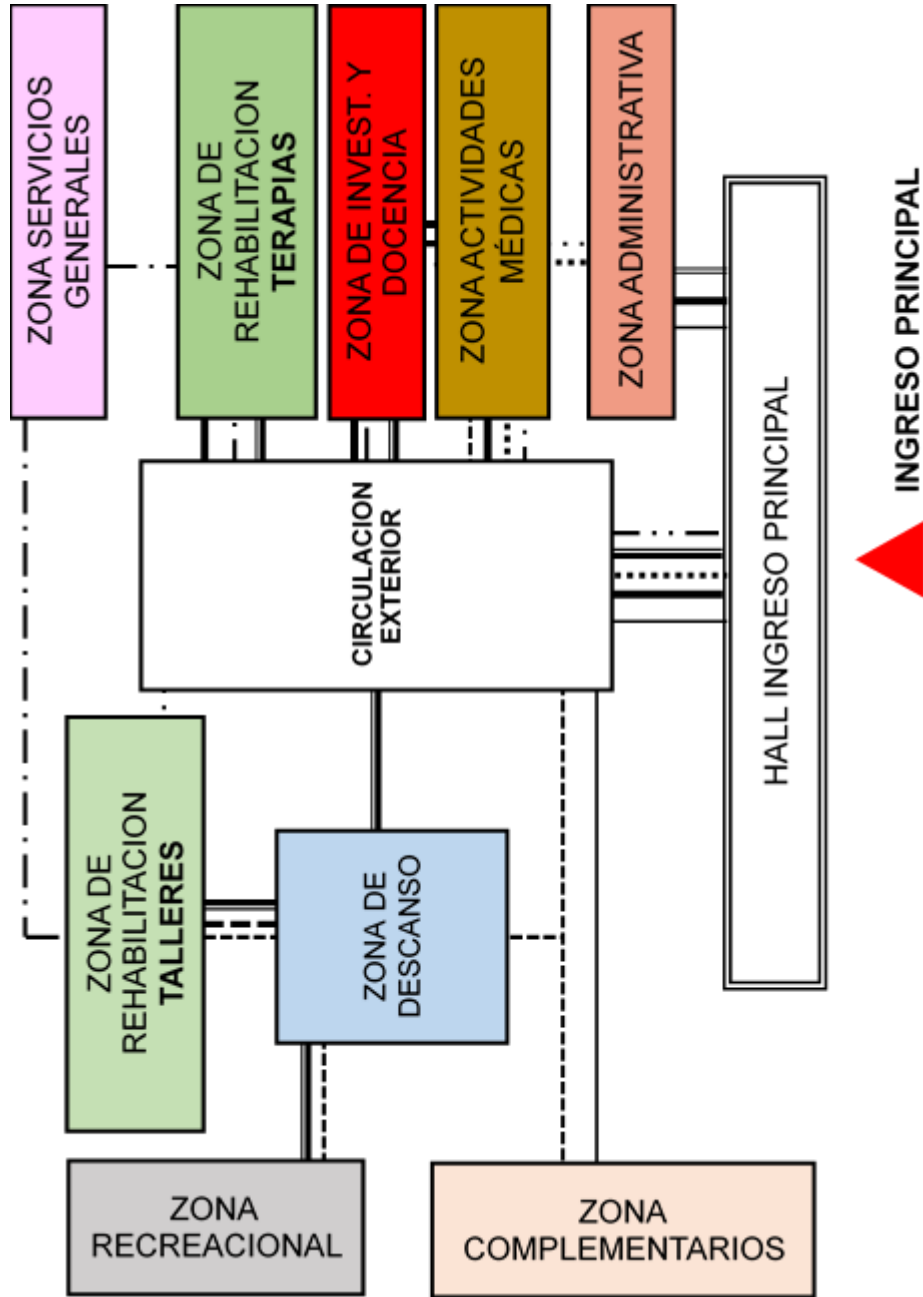 ZONA SERVICIOS
GENERALES
ZONA DE
REHABILITACION
TERAPIAS
ZONA DE INVEST. Y
DOCENCIA
ZONA ACTIVIDADES
MÉDICAS
ZONA ADMINISTRATIVA
CIRCULACION
EXTERIOR
HALL INGRESO PRINCIPAL
INGRESO PRINCIPAL
ZONA DE
REHABILITACION
TALLERES
ZONA DE
DESCANSO
ZONA
RECREACIONAL
ZONA
COMPLEMENTARIOS